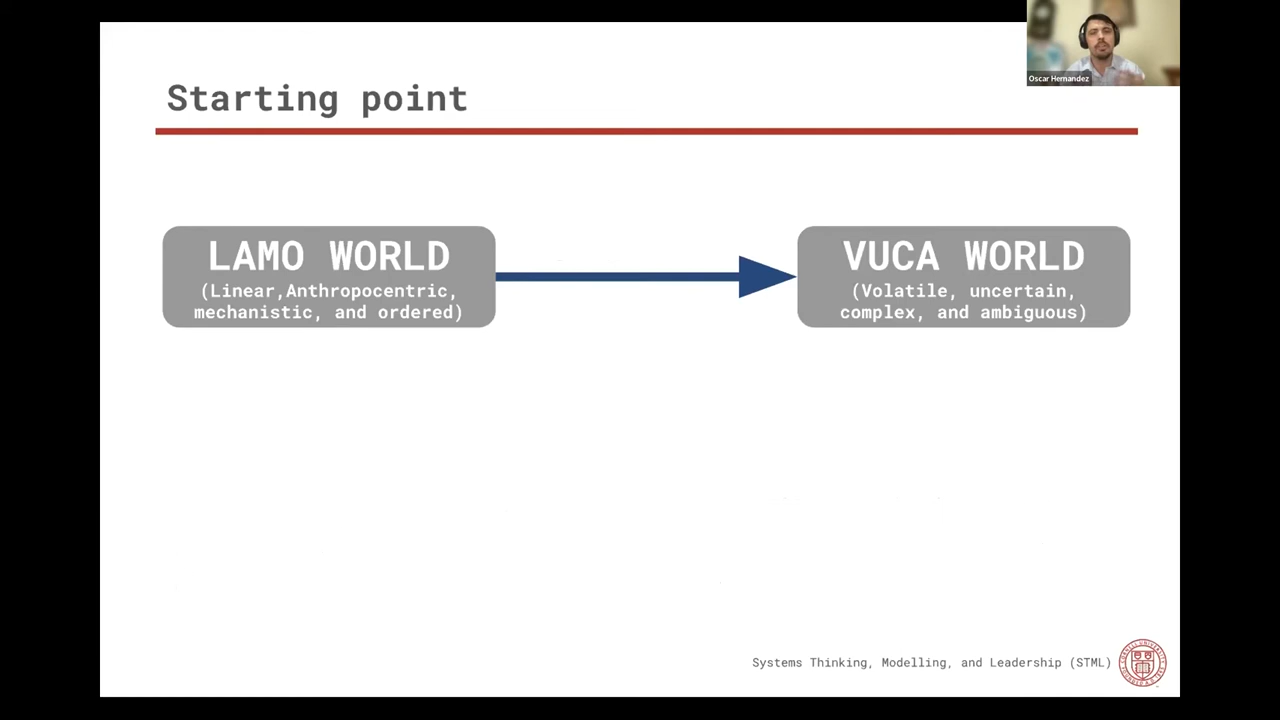 Oscar Hernandez
Starting point
LAMO WORLD
(Linear,Anthropocentric,
mechanistic, and ordered)
VUCA WORLD
(Volatile, uncertain,
complex, and ambiguous)
Systems Thinking, Modelling, and Leadership (STML)